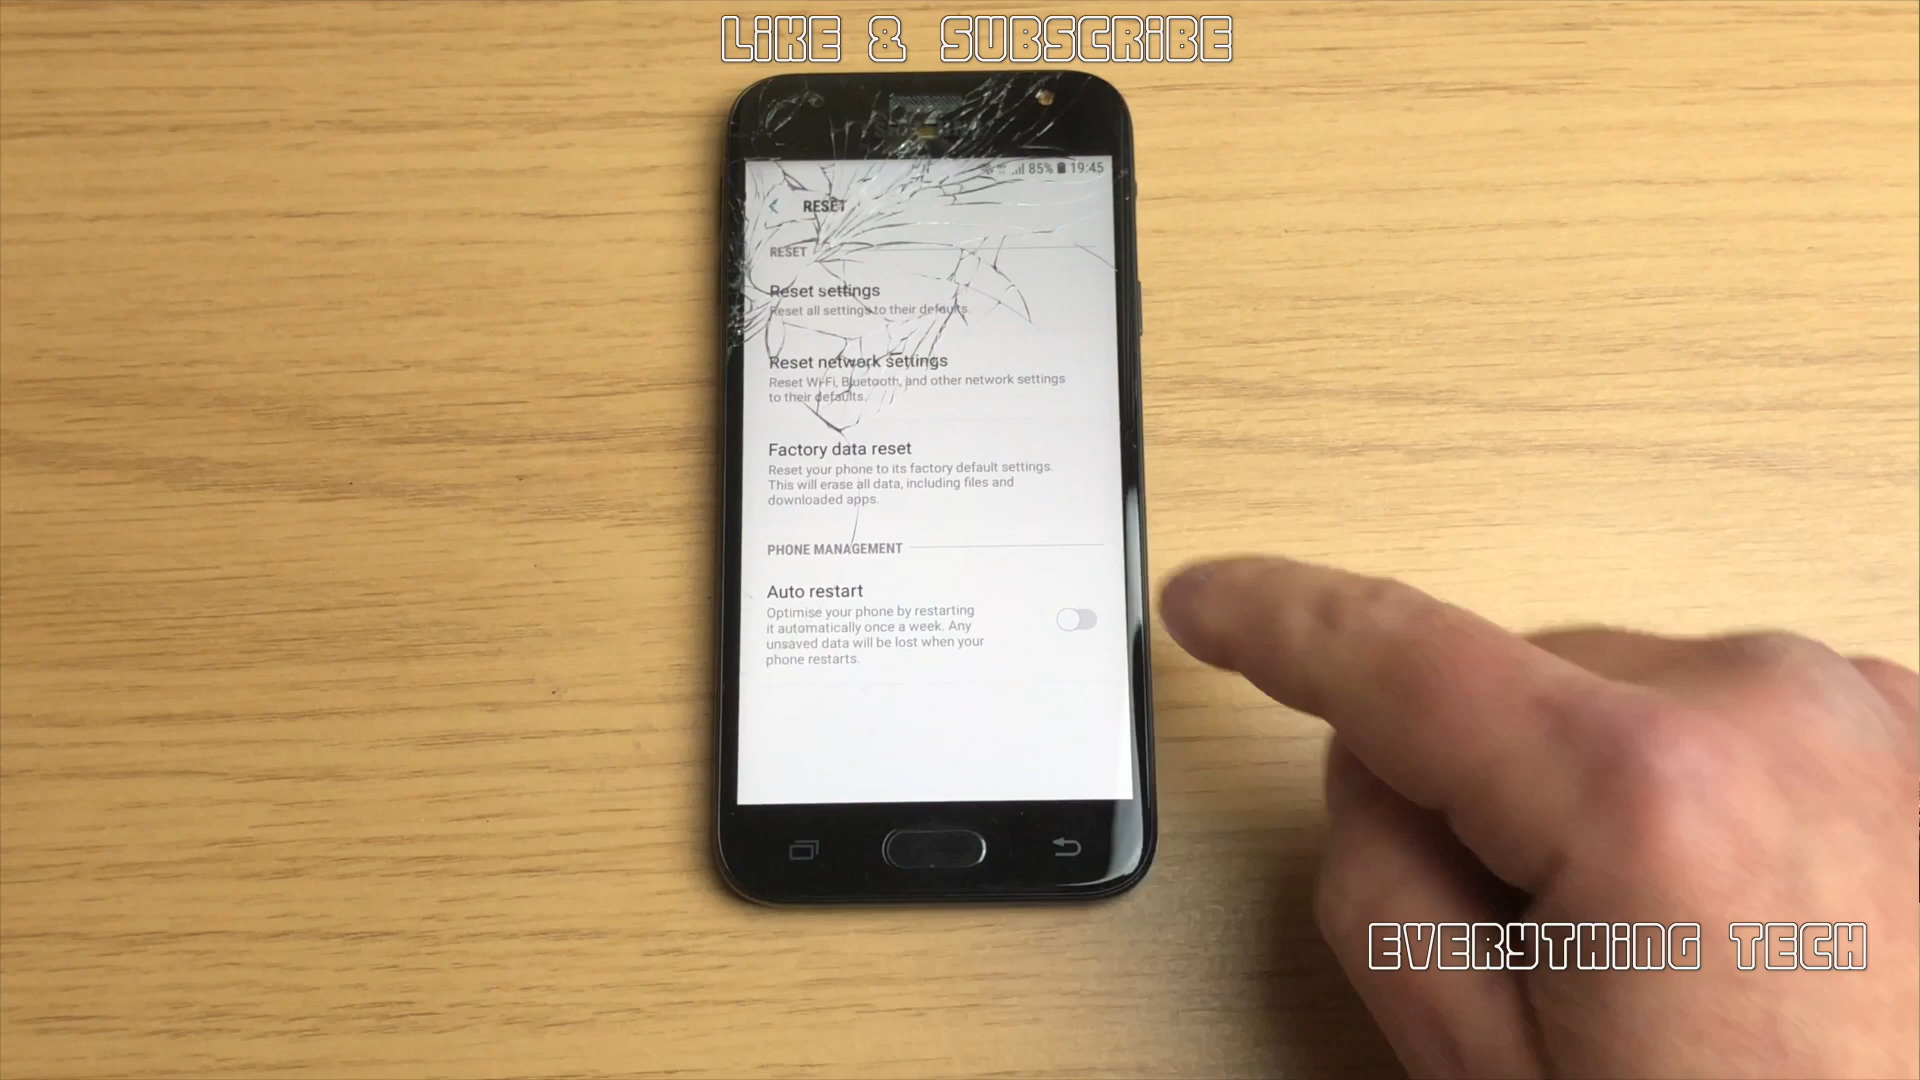 LIKE & SUBSCRIBE
SAMSUNG
85% 19:45
RESET
RESET
Reset settings
Reset all settings to their defaults.
Reset network settings
Reset Wi-Fi, Bluetooth, and other network settings
to their defaults.
Factory data reset
Reset your phone to its factory default settings.
This will erase all data, including files and
downloaded apps.
PHONE MANAGEMENT
Auto restart
Optimise your phone by restarting
it automatically once a week. Any
unsaved data will be lost when your
phone restarts.
EVERYTHING TECH